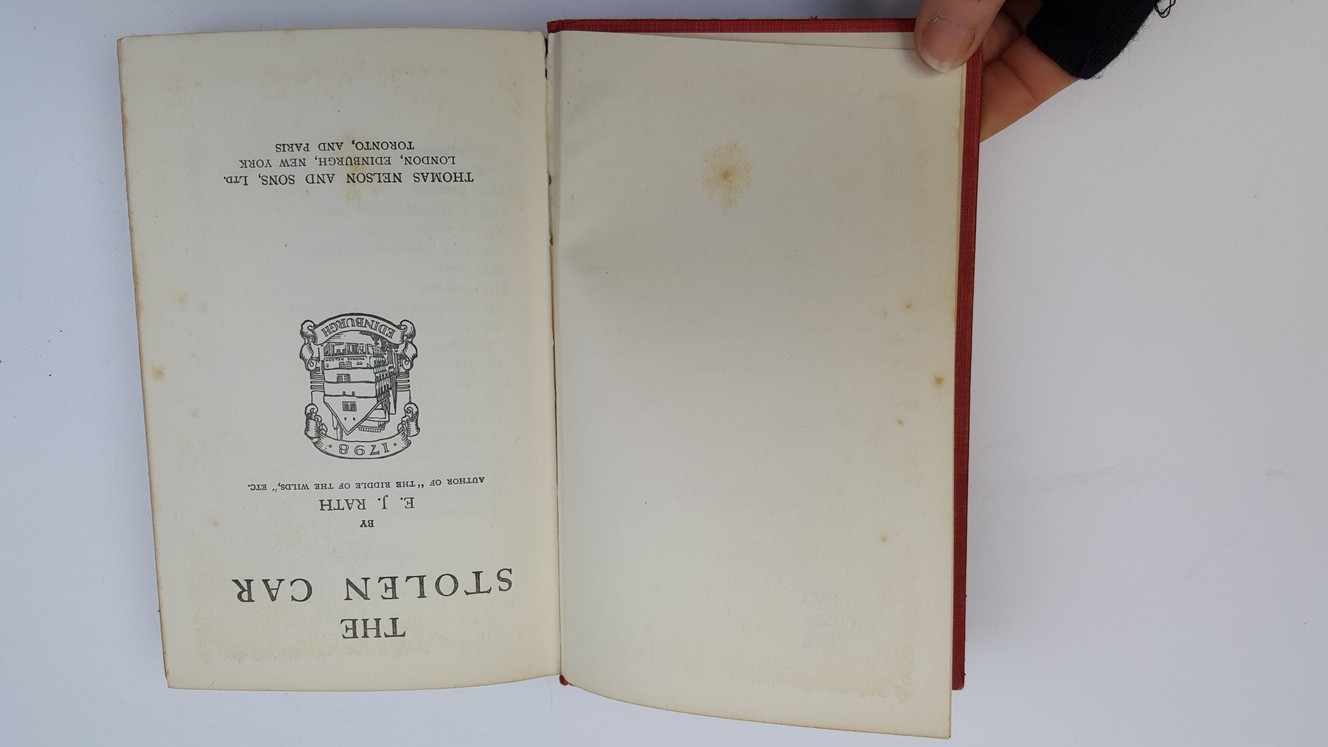 THE
STOLEN CAR
BY
E. J. RATH
AUTHOR OF "THE RIDDLE OF THE WILDS," ETC.
·1798·
EDINBURGH
THOMAS NELSON AND SONS, LTD.
LONDON, EDINBURGH, NEW YORK
TORONTO, AND PARIS